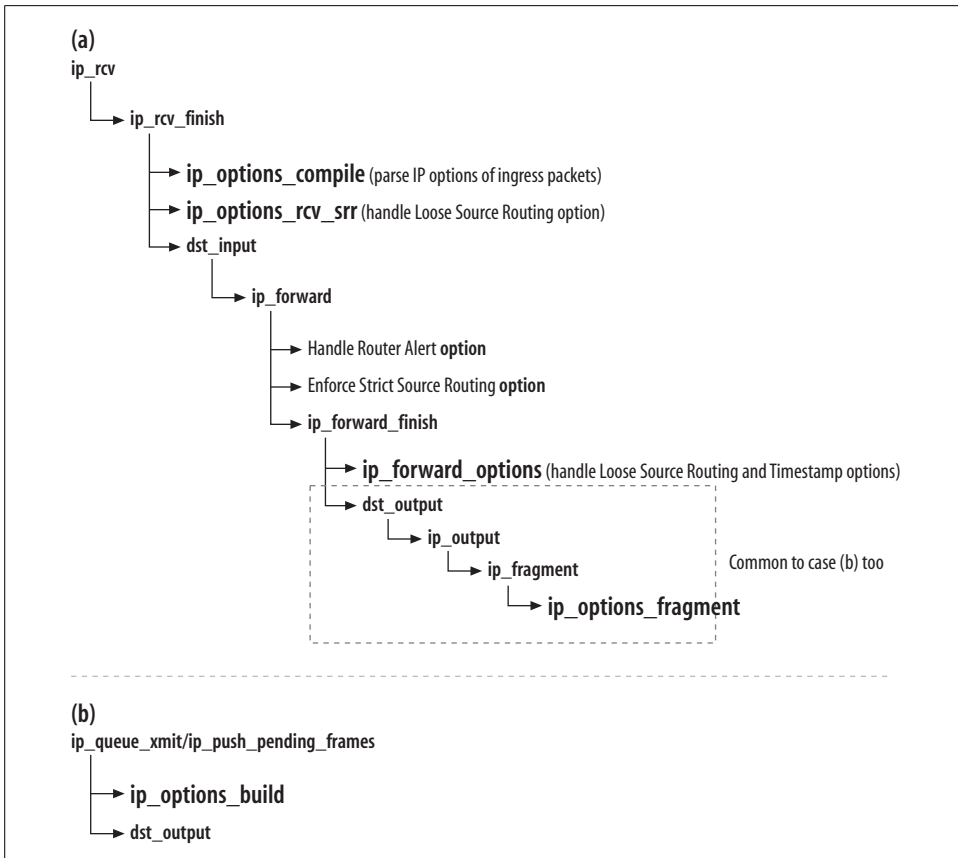 (a)
ip_rcv
ip_rcv_finish
ip_options_compile (parse IP options of ingress packets)
ip_options_rcv_srr (handle Loose Source Routing option)
dst_input
ip_forward
Handle Router Alert option
Enforce Strict Source Routing option
ip_forward_finish
ip_forward_options (handle Loose Source Routing and Timestamp options)
dst_output
ip_output
Common to case (b) too
ip_fragment
ip_options_fragment
(b)
ip_queue_xmit/ip_push_pending_frames
ip_options_build
dst_output